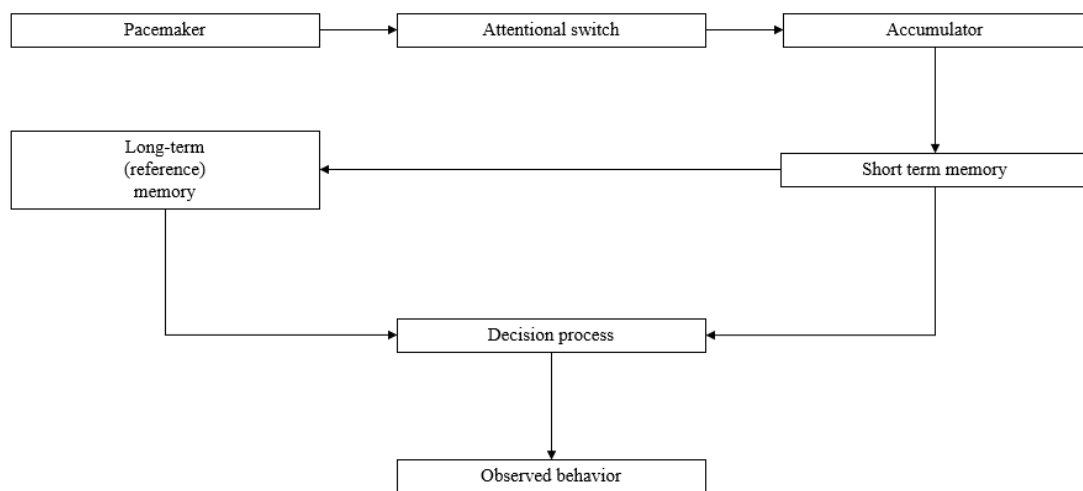 Pacemaker
Attentional switch
Accumulator
Long-term
(reference)
memory
Short term memory
Decision process
Observed behavior